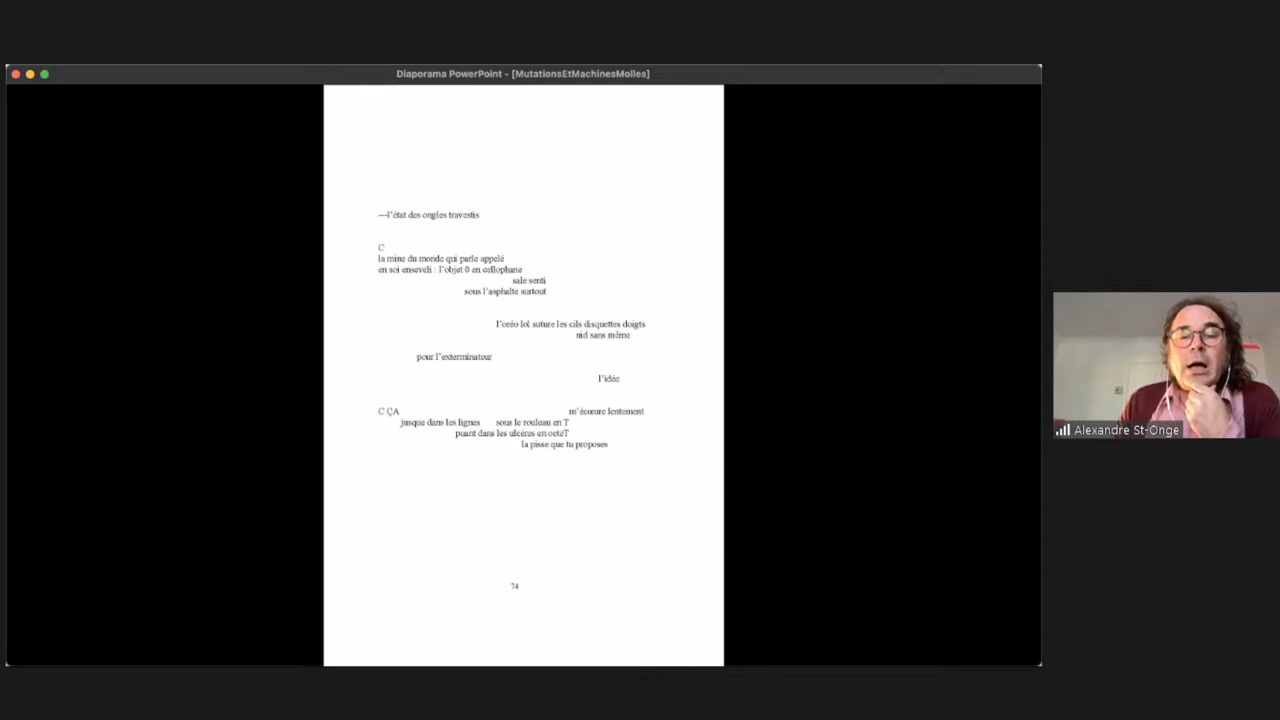 Diaporama PowerPoint - [MutationsEtMachinesMolles]
---l'état des ongles travestis
C
la mine du monde qui parle appelé
en soi enseveli : l'objet 0 en cellophane
sale senti
sous l'asphalte surtout
l'oréo lol suture les cils disquettes doigts
nid sans même
pour l'exterminateur
l'idée
C ÇA m'écœure lentement
jusque dans les lignes sous le rouleau en T
puant dans les ulcères en octeT
la pisse que tu proposes
74
Alexandre St-Onge